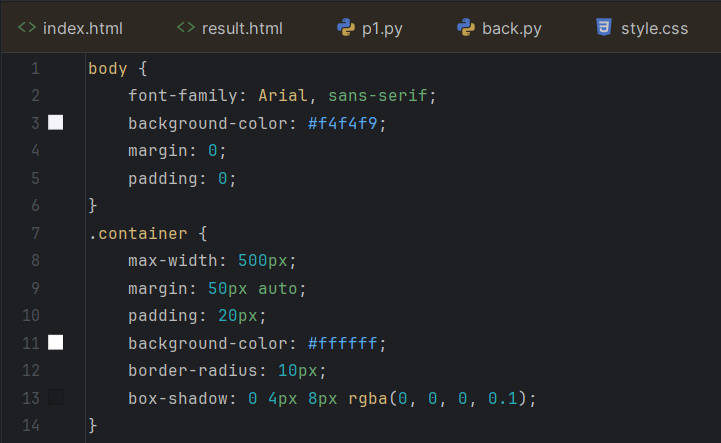 index.html result.html p1.py back.py style.css
1 body {
2     font-family: Arial, sans-serif;
3     background-color: #f4f4f9;
4     margin: 0;
5     padding: 0;
6 }
7 .container {
8     max-width: 500px;
9     margin: 50px auto;
10     padding: 20px;
11     background-color: #ffffff;
12     border-radius: 10px;
13     box-shadow: 0 4px 8px rgba(0, 0, 0, 0.1);
14 }